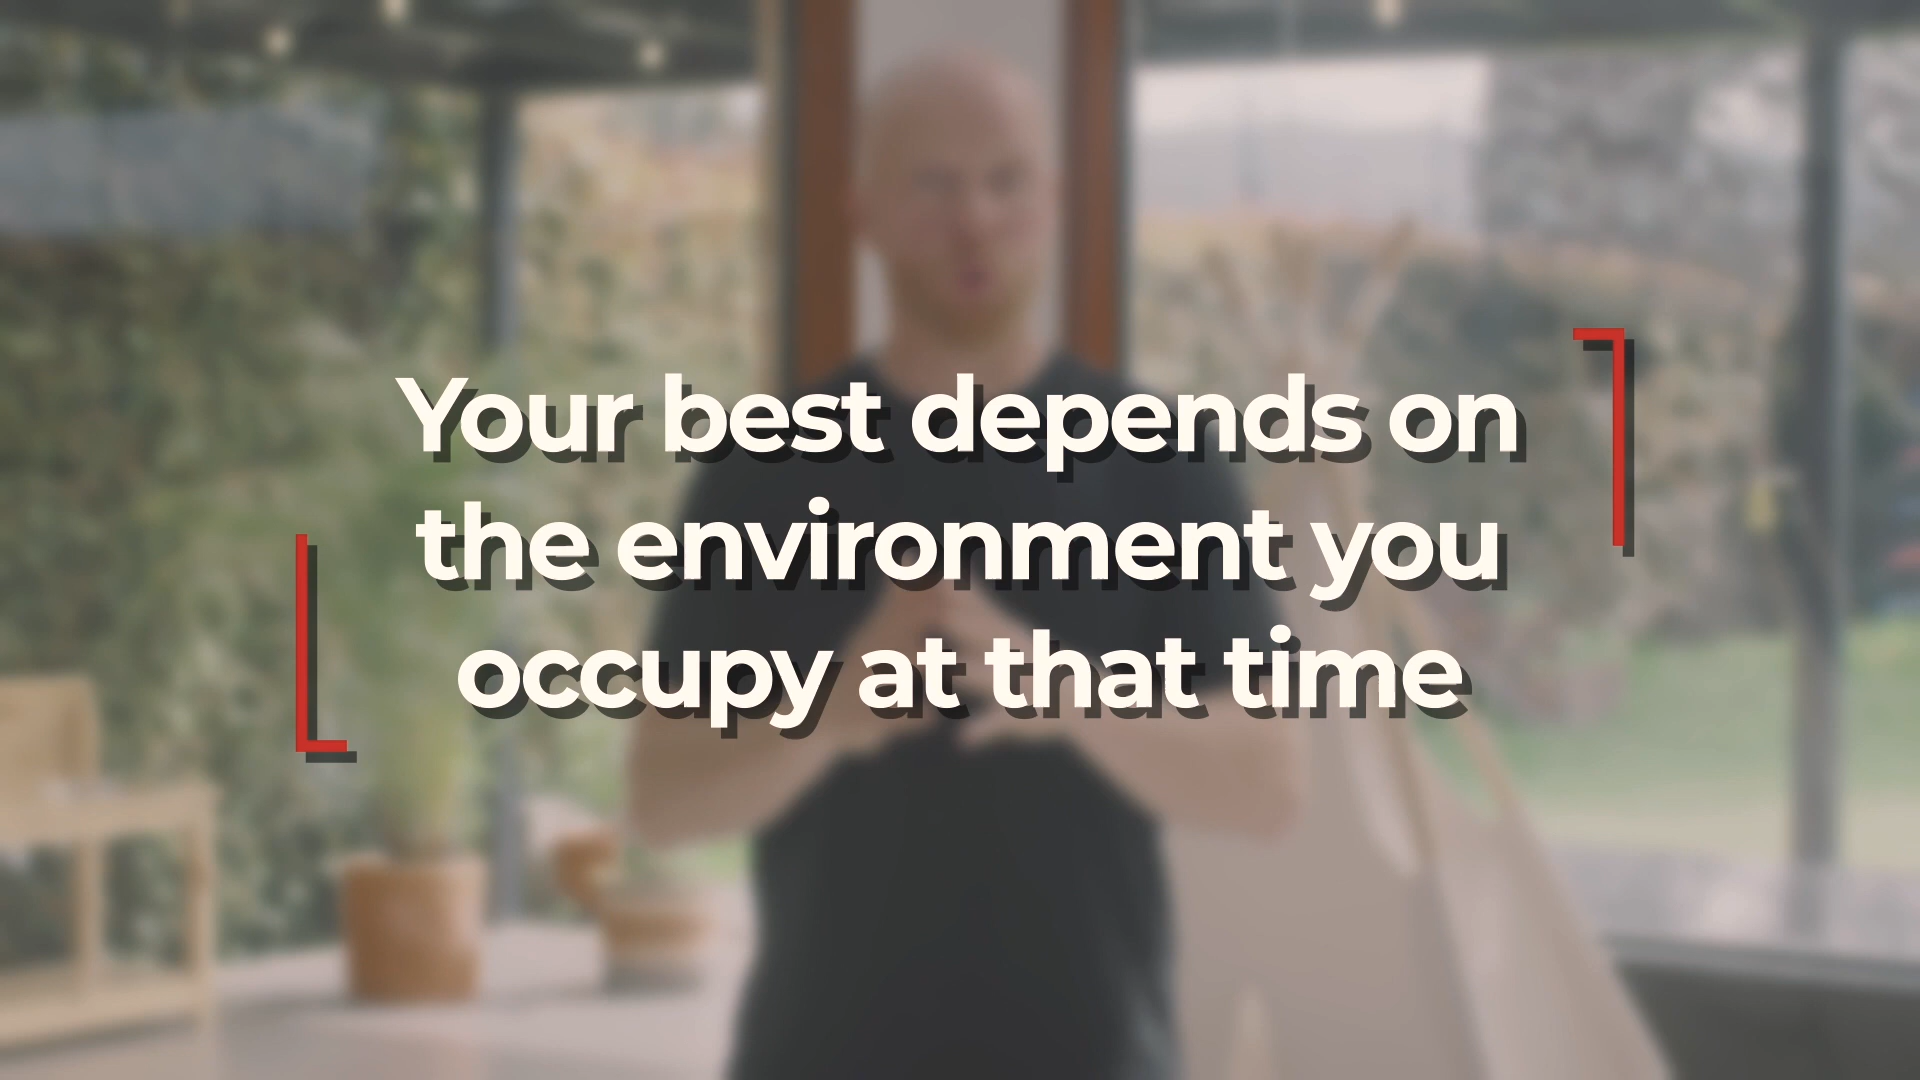 Your best depends on
the environment you
occupy at that time